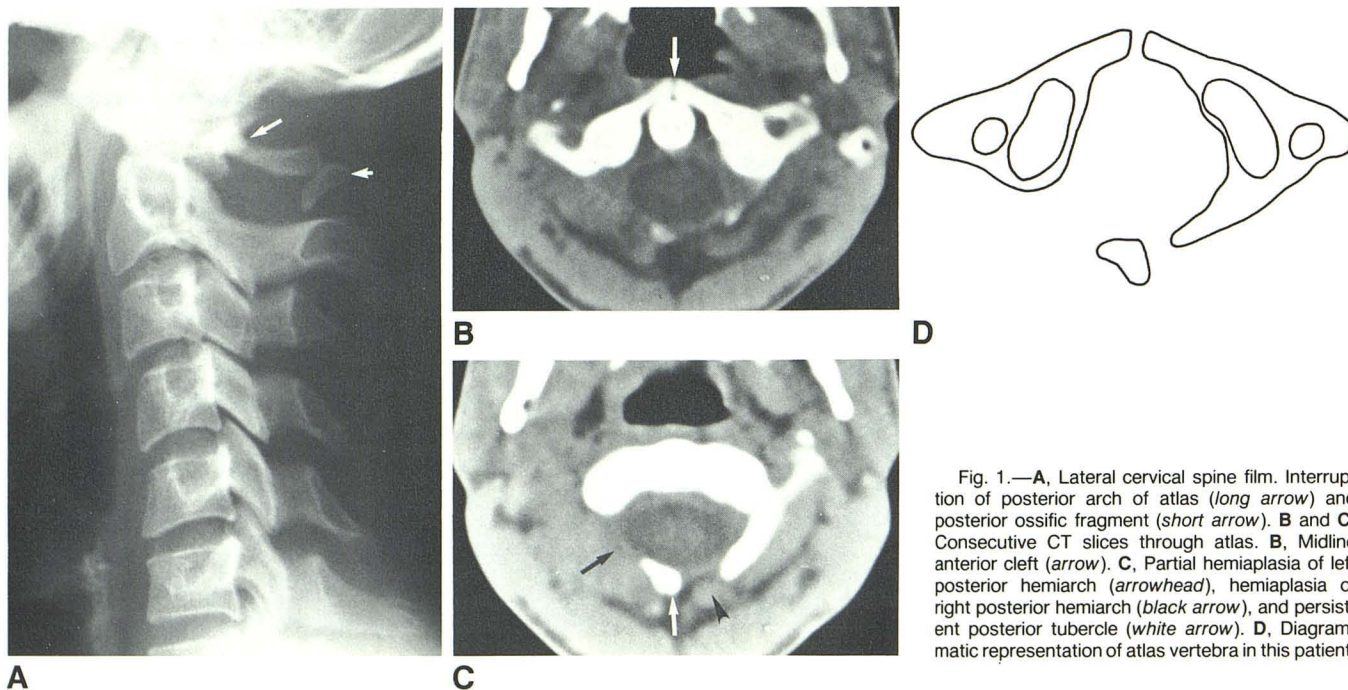 A
B
C
D
Fig. 1.—A, Lateral cervical spine film. Interrup-
tion of posterior arch of atlas (long arrow) and
posterior ossific fragment (short arrow). B and C,
Consecutive CT slices through atlas. B, Midline
anterior cleft (arrow). C, Partial hemiaplasia of left
posterior hemiarch (arrowhead), hemiaplasia of
right posterior hemiarch (black arrow), and persist-
ent posterior tubercle (white arrow). D, Diagram-
matic representation of atlas vertebra in this patient.